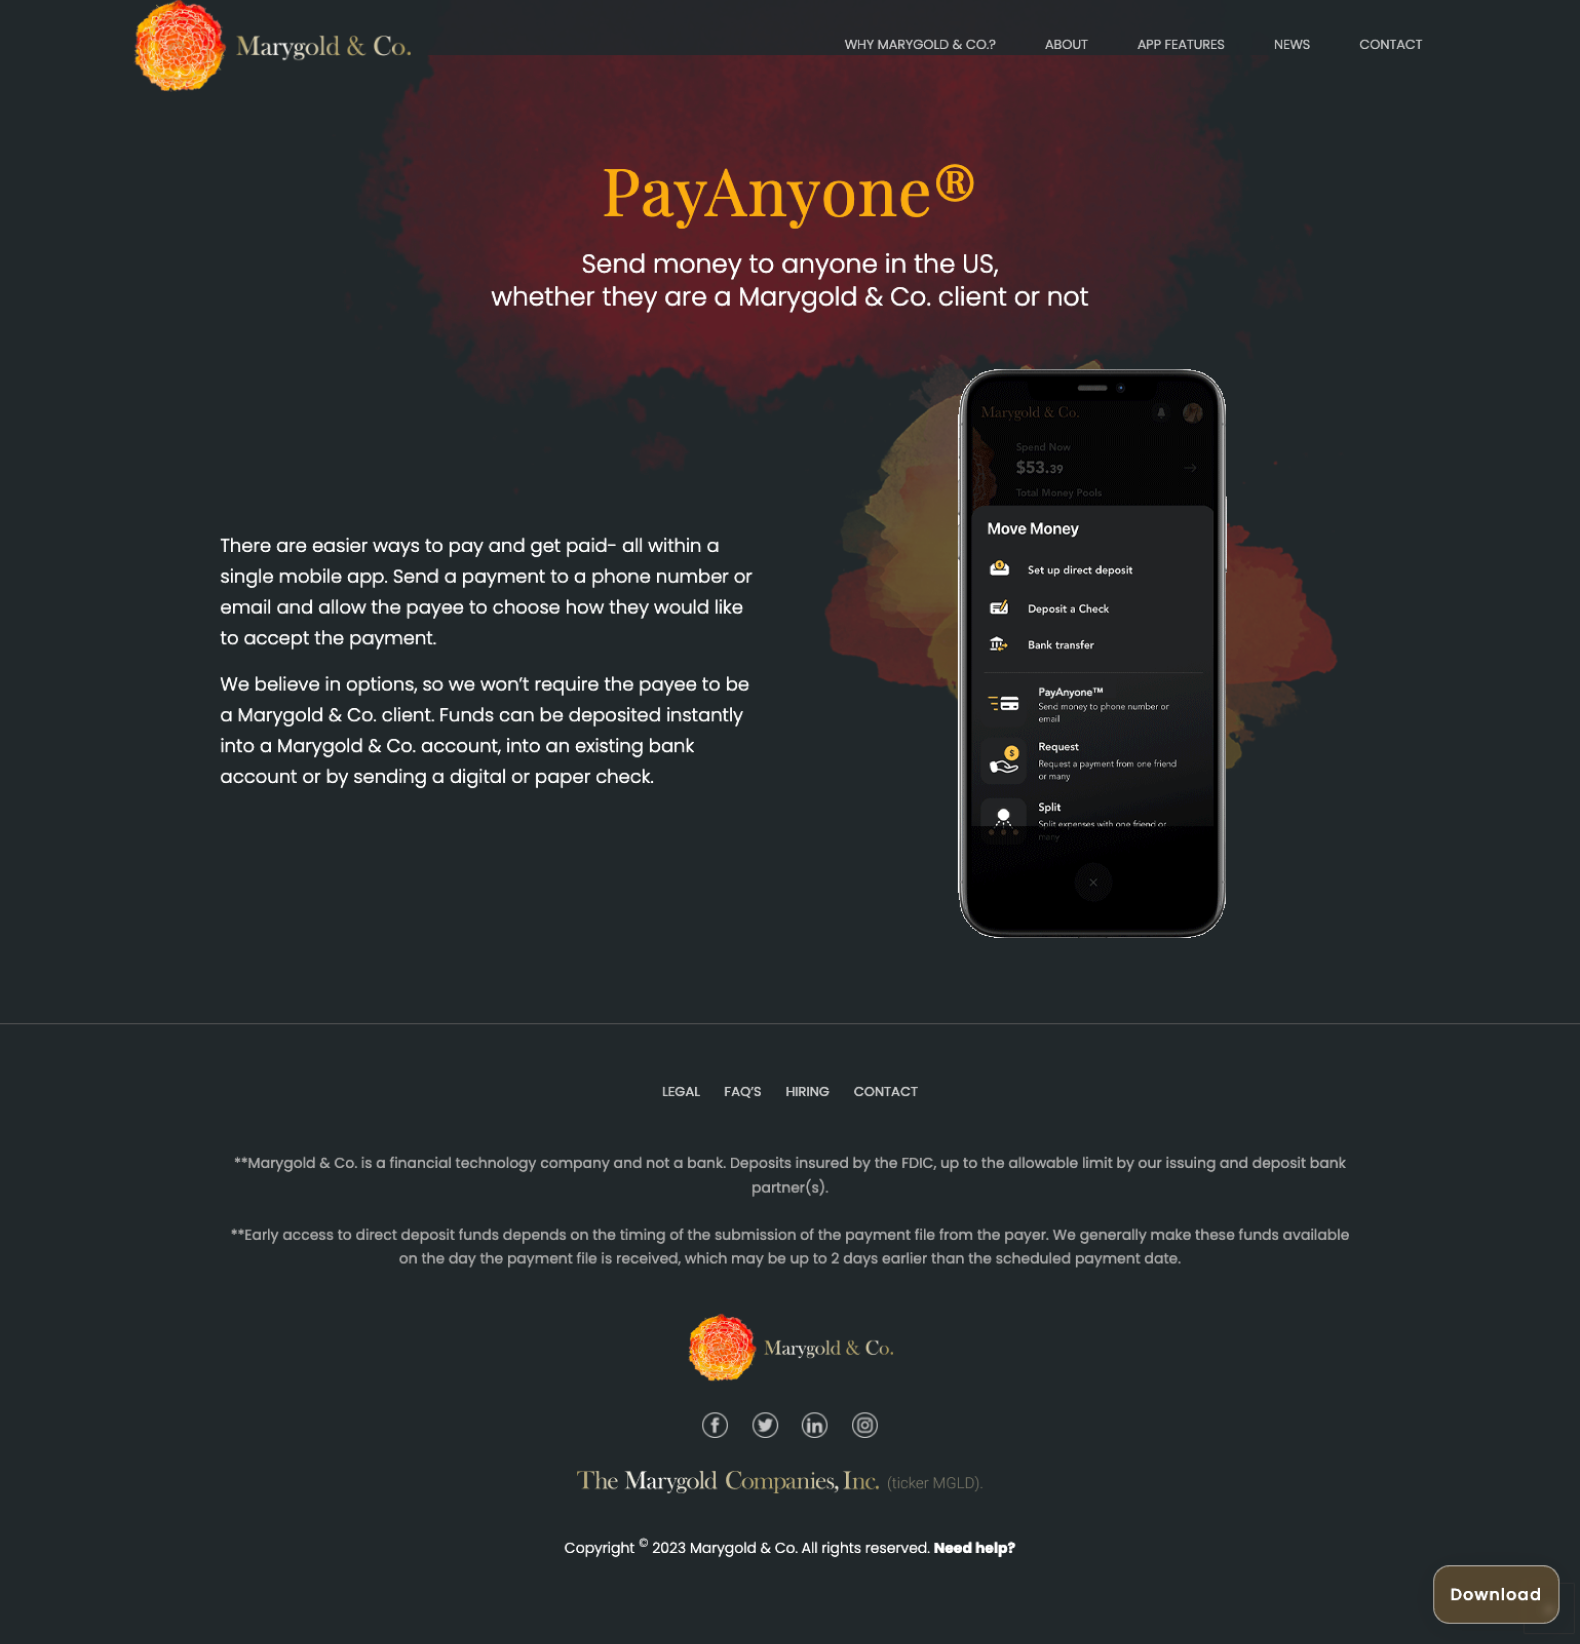 Marygold & Co.
WHY MARYGOLD & CO.?
ABOUT
APP FEATURES
NEWS
CONTACT
PayAnyone®
Send money to anyone in the US,
whether they are a Marygold & Co. client or not
There are easier ways to pay and get paid- all within a
single mobile app. Send a payment to a phone number or
email and allow the payee to choose how they would like
to accept the payment.
We believe in options, so we won’t require the payee to be
a Marygold & Co. client. Funds can be deposited instantly
into a Marygold & Co. account, into an existing bank
account or by sending a digital or paper check.
Marygold & Co.
Spend Now
$53.39
Total Money Pools
Move Money
Set up direct deposit
Deposit a Check
Bank transfer
PayAnyone™
Send money to phone number or
email
Request
Request a payment from one friend
or many
Split
Split expenses with one friend or
many
LEGAL
FAQ'S
HIRING
CONTACT
**Marygold & Co. is a financial technology company and not a bank. Deposits insured by the FDIC, up to the allowable limit by our issuing and deposit bank
partner(s).
**Early access to direct deposit funds depends on the timing of the submission of the payment file from the payer. We generally make these funds available
on the day the payment file is received, which may be up to 2 days earlier than the scheduled payment date.
Marygold & Co.
The Marygold Companies, Inc. (ticker MGLD).
Copyright © 2023 Marygold & Co. All rights reserved. Need help?
Download